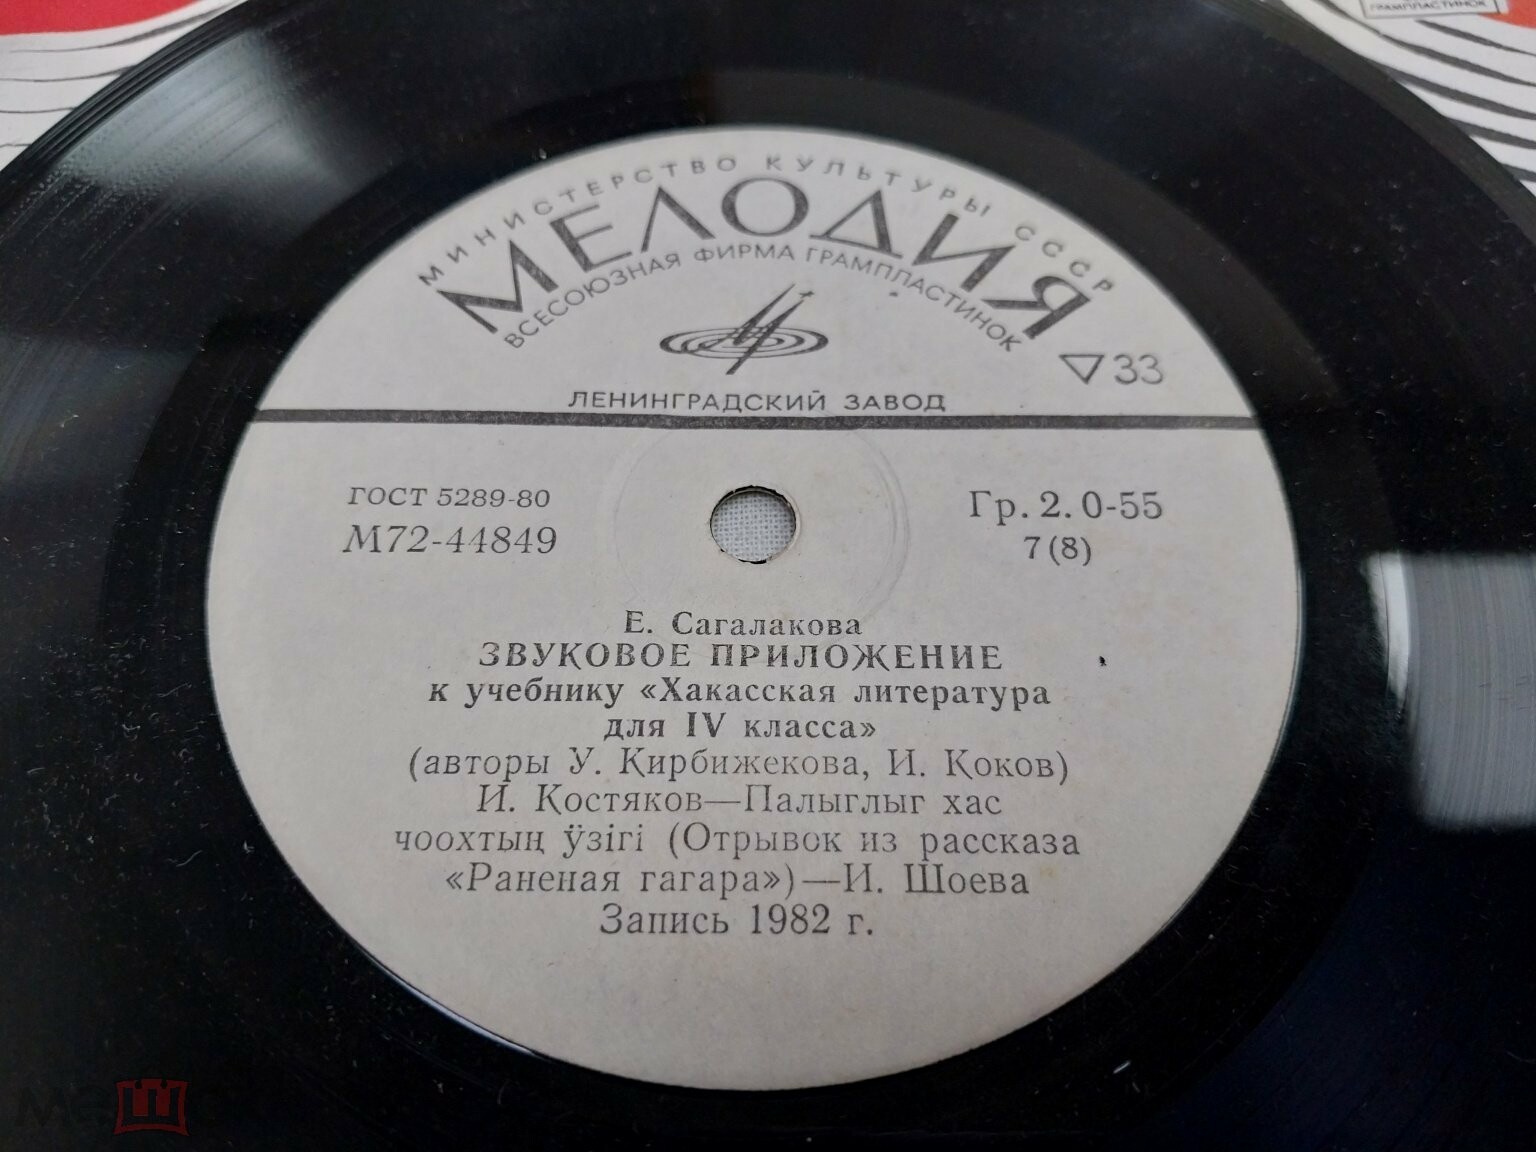 ГРАМПЛАСТИНОК
МИНИСТЕРСТВО КУЛЬТУРЫ СССР
МЕЛОДИЯ
ВСЕСОЮЗНАЯ ФИРМА ГРАМПЛАСТИНОК
33
ЛЕНИНГРАДСКИЙ ЗАВОД
ГОСТ 5289-80
Гр. 2. 0-55
М72-44849
7 (8)
Е. Сагалакова
ЗВУКОВОЕ ПРИЛОЖЕНИЕ
к учебнику «Хакасская литература
для IV класса»
(авторы У. Кирбижекова, И. Коков)
И. Костяков—Палыглыг хас
чоохтың ӱзігі (Отрывок из рассказа
«Раненая гагара»)—И. Шоева
Запись 1982 г.
мешок